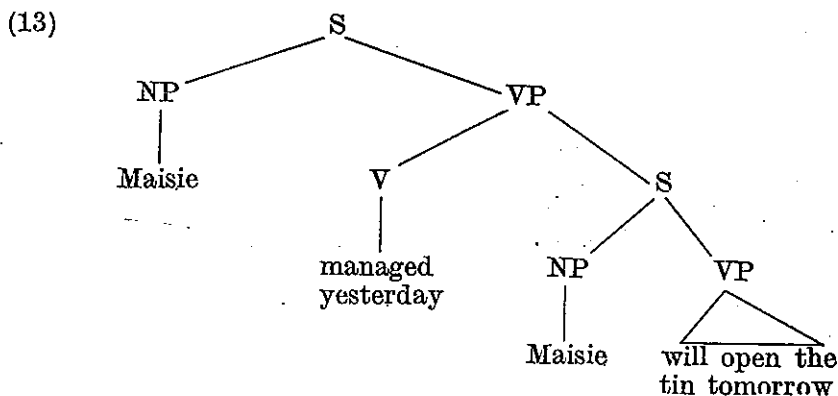 (13)
S
NP VP
Maisie V S
managed
yesterday
NP VP
Maisie
will open the
tin tomorrow